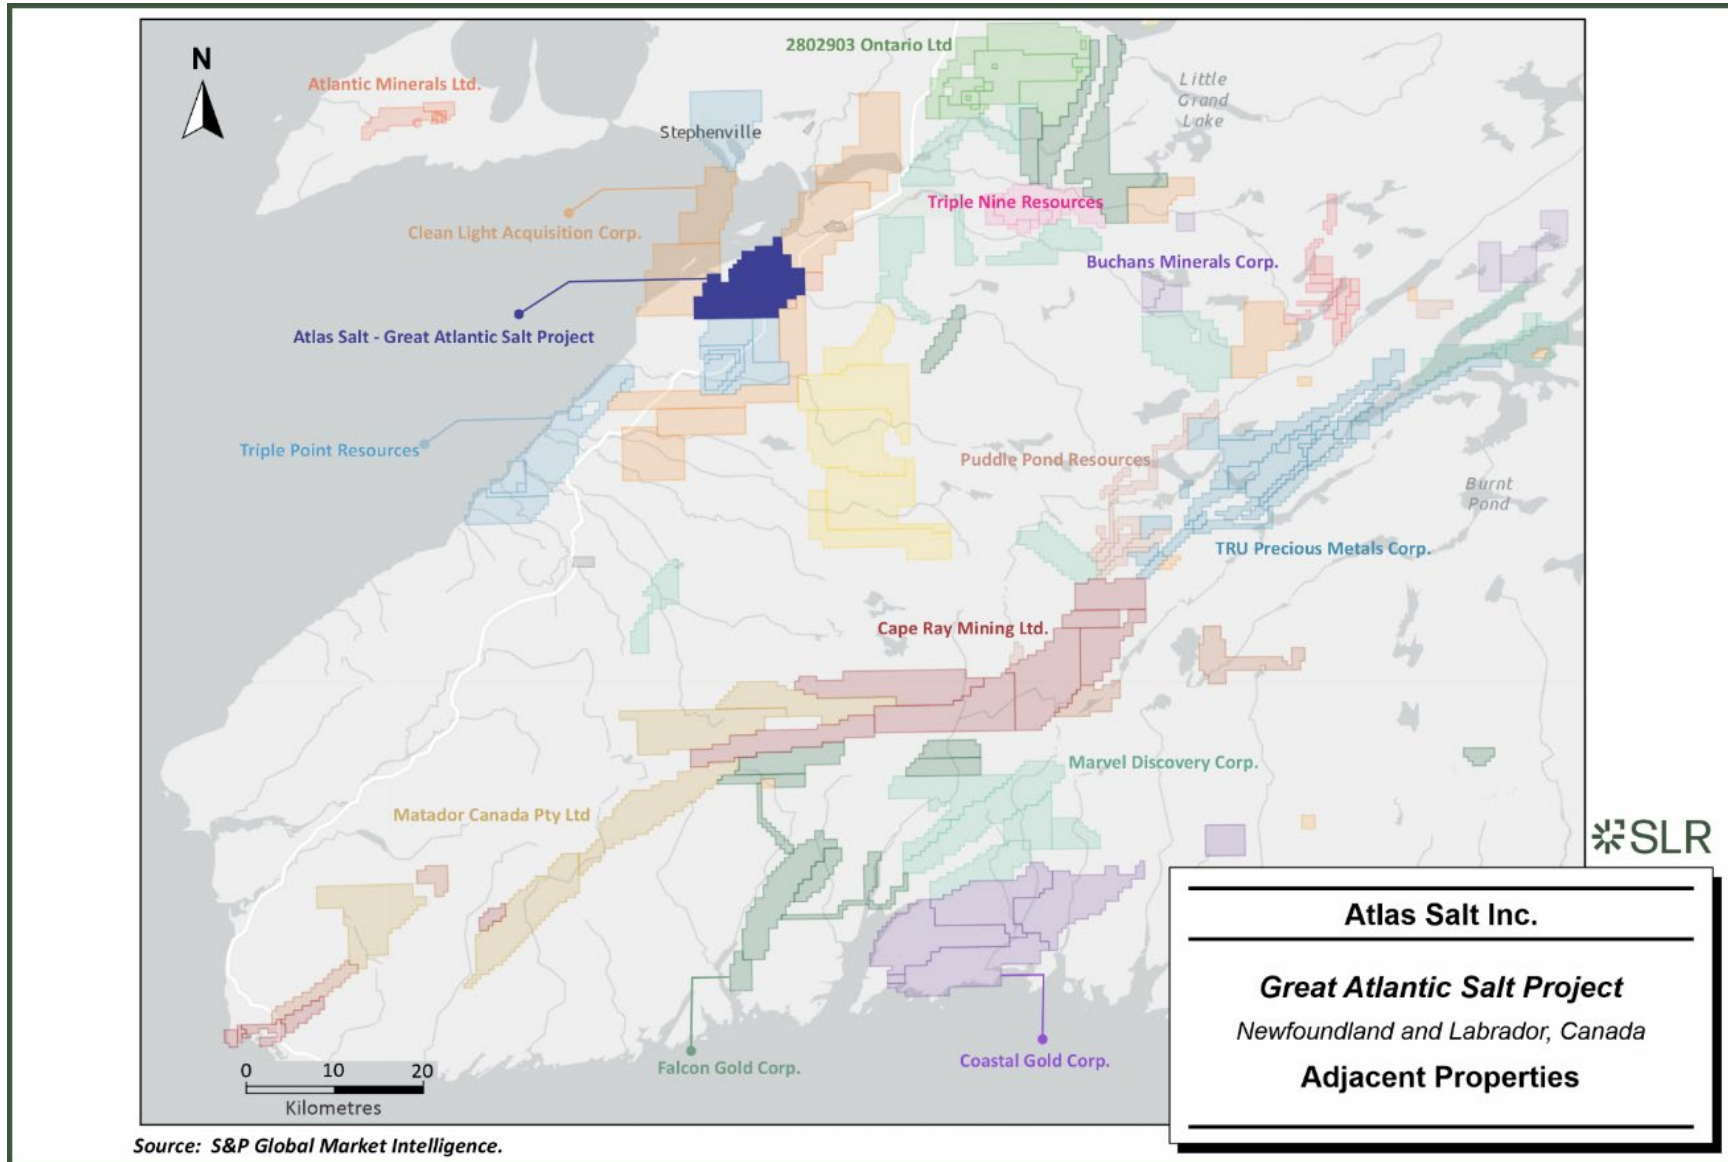 2802903 Ontario Ltd
N
Atlantic Minerals Ltd.
Little
Grand
Lake
Stephenville
Triple Nine Resources
Clean Light Acquisition Corp.
Buchans Minerals Corp.
Atlas Salt - Great Atlantic Salt Project
Triple Point Resources
Puddle Pond Resources
Burnt
Pond
TRU Precious Metals Corp.
Cape Ray Mining Ltd.
Marvel Discovery Corp.
Matador Canada Pty Ltd
SLR
Atlas Salt Inc.
Great Atlantic Salt Project
Newfoundland and Labrador, Canada
Adjacent Properties
Falcon Gold Corp.
Coastal Gold Corp.
0 10 20
Kilometres
Source: S&P Global Market Intelligence.